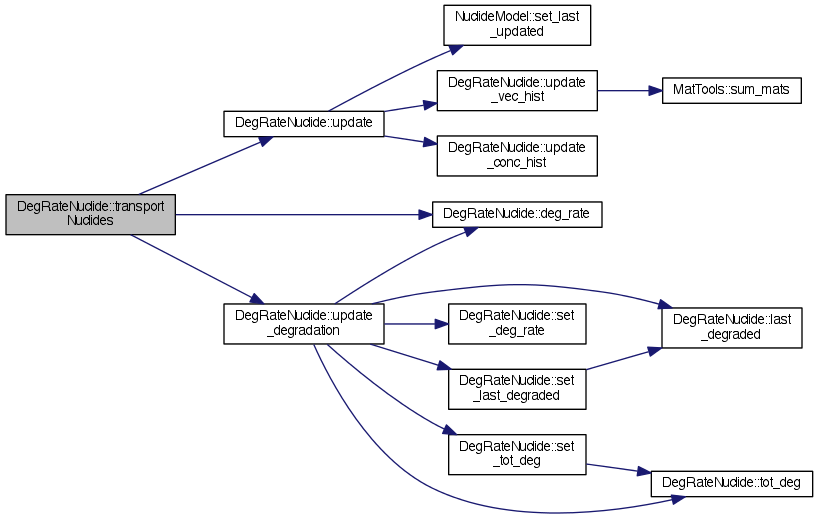 NuclideModel::set_last
_updated
DegRateNuclide::update
_vec_hist
MatTools::sum_mats
DegRateNuclide::update
DegRateNuclide::update
_conc_hist
DegRateNuclide::transport
Nuclides
DegRateNuclide::deg_rate
DegRateNuclide::update
_degradation
DegRateNuclide::set
_deg_rate
DegRateNuclide::last
_degraded
DegRateNuclide::set
_last_degraded
DegRateNuclide::set
_tot_deg
DegRateNuclide::tot_deg